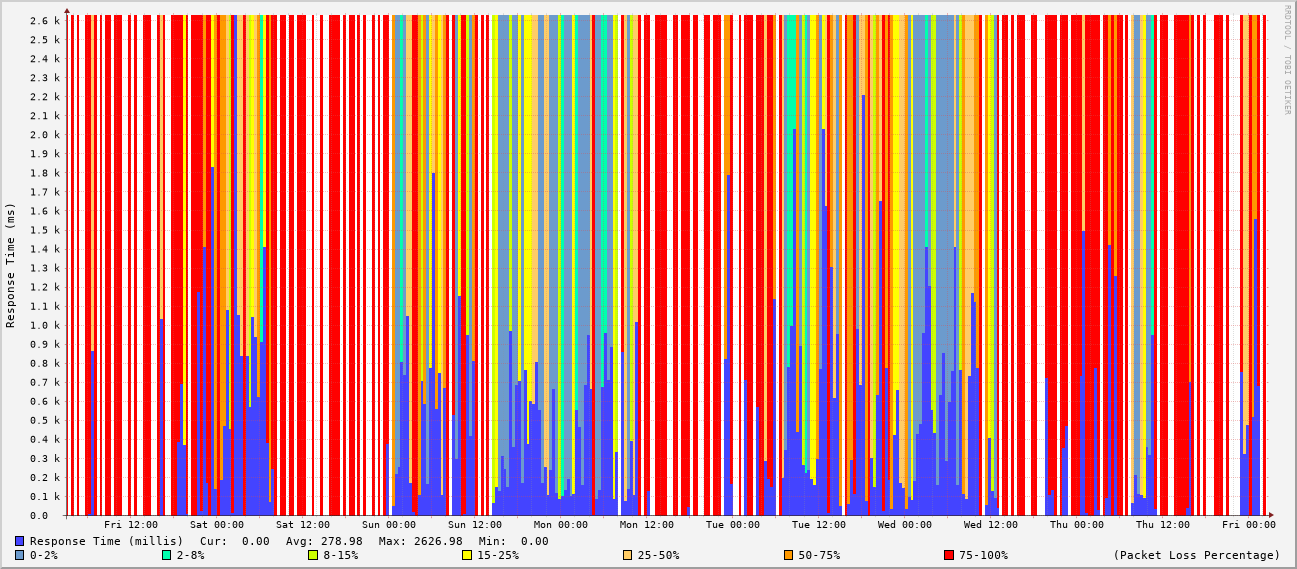 RRDTOOL / TOBI OETIKER
Response Time (ms)
2.6 k
2.5 k
2.4 k
2.3 k
2.2 k
2.1 k
2.0 k
1.9 k
1.8 k
1.7 k
1.6 k
1.5 k
1.4 k
1.3 k
1.2 k
1.1 k
1.0 k
0.9 k
0.8 k
0.7 k
0.6 k
0.5 k
0.4 k
0.3 k
0.2 k
0.1 k
0.0
Fri 12:00 Sat 00:00 Sat 12:00 Sun 00:00 Sun 12:00 Mon 00:00 Mon 12:00 Tue 00:00 Tue 12:00 Wed 00:00 Wed 12:00 Thu 00:00 Thu 12:00 Fri 00:00
Response Time (millis) Cur: 0.00 Avg: 278.98 Max: 2626.98 Min: 0.00
0-2% 2-8% 8-15% 15-25% 25-50% 50-75% 75-100% (Packet Loss Percentage)